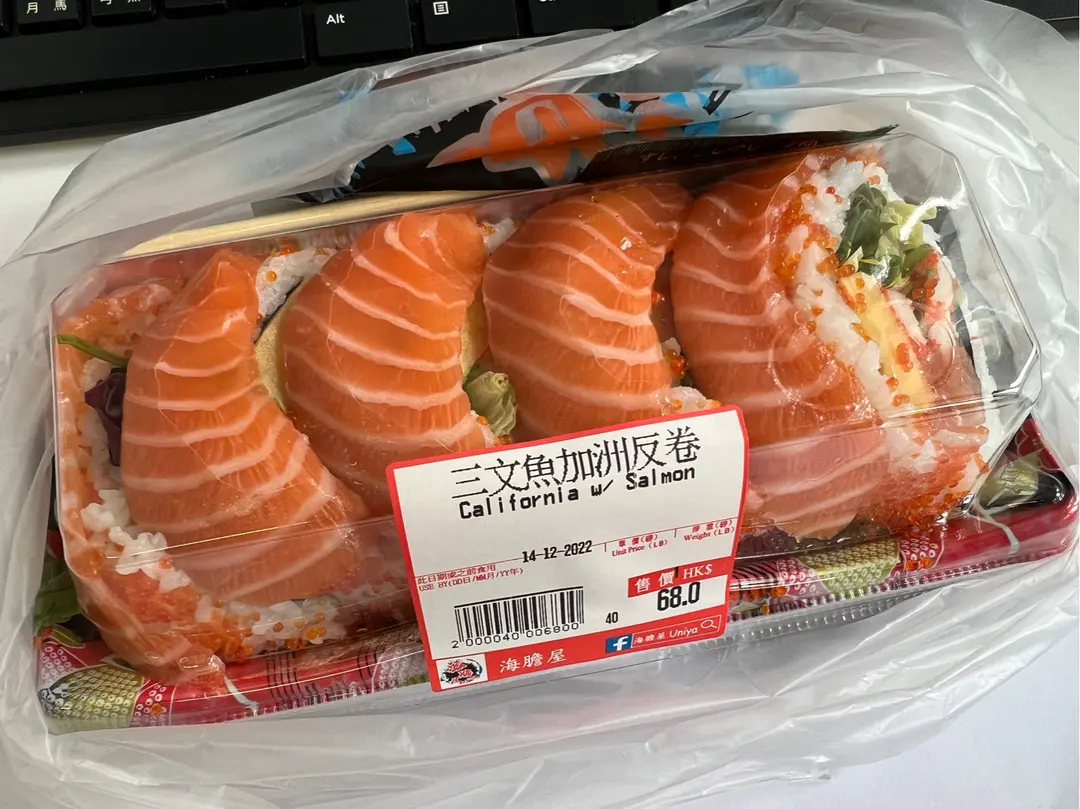 Alt
三文魚加洲反卷
California w/ Salmon
單價(磅)
Unit Price (LB)
淨重(磅)
Weight (LB)
14-12-2022
此日期或之前食用
USE BY(DD日/MM月/YY年)
售價 HK$
68.0
40
2 000040 006800
海膽屋
海膽屋 Uniya